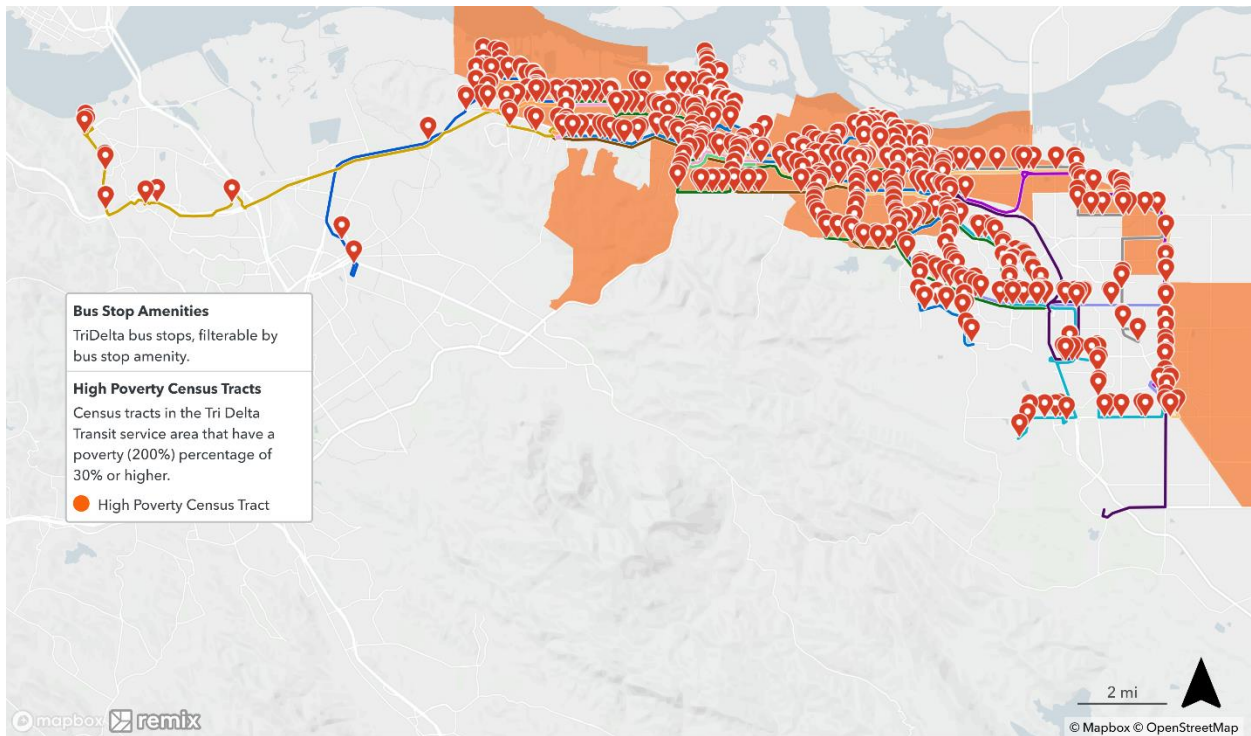 Bus Stop Amenities
TriDelta bus stops, filterable by
bus stop amenity.
High Poverty Census Tracts
Census tracts in the Tri Delta
Transit service area that have a
poverty (200%) percentage of
30% or higher.
High Poverty Census Tract
2 mi
mapbox remix
© Mapbox © OpenStreetMap